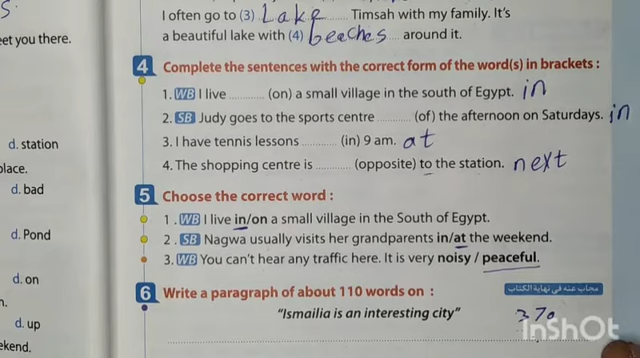 s.
I often go to (3) Lake Timsah with my family. It's
eet you there.
a beautiful lake with (4) beaches around it.
4 Complete the sentences with the correct form of the word(s) in brackets :
1. WB I live ............ (on) a small village in the south of Egypt. in
2. SB Judy goes to the sports centre ............ (of) the afternoon on Saturdays. in
d. station
3. I have tennis lessons ............ (in) 9 am. at
place.
4. The shopping centre is ............ (opposite) to the station. next
d. bad
5 Choose the correct word :
1. WB I live in/on a small village in the South of Egypt.
d. Pond
2. SB Nagwa usually visits her grandparents in/at the weekend.
3. WB You can't hear any traffic here. It is very noisy / peaceful.
d. on
6 Write a paragraph of about 110 words on :
مجاب عنه فى نهاية الكتاب
n.
"Ismailia is an interesting city"
370
d. up
InShOt
ekend.